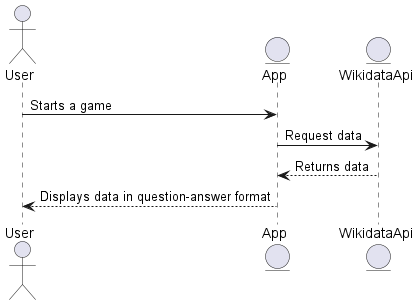 User
App
WikidataApi
Starts a game
Request data
Returns data
Displays data in question-answer format
User
App
WikidataApi